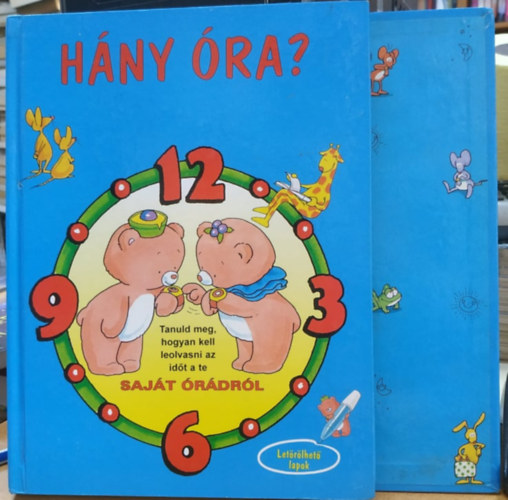 HÁNY ÓRA?
12
9
3
Tanuld meg,
hogyan kell
leolvasni az
időt a te
SAJÁT ÓRÁDRÓL
6
Letörölhető
lapok